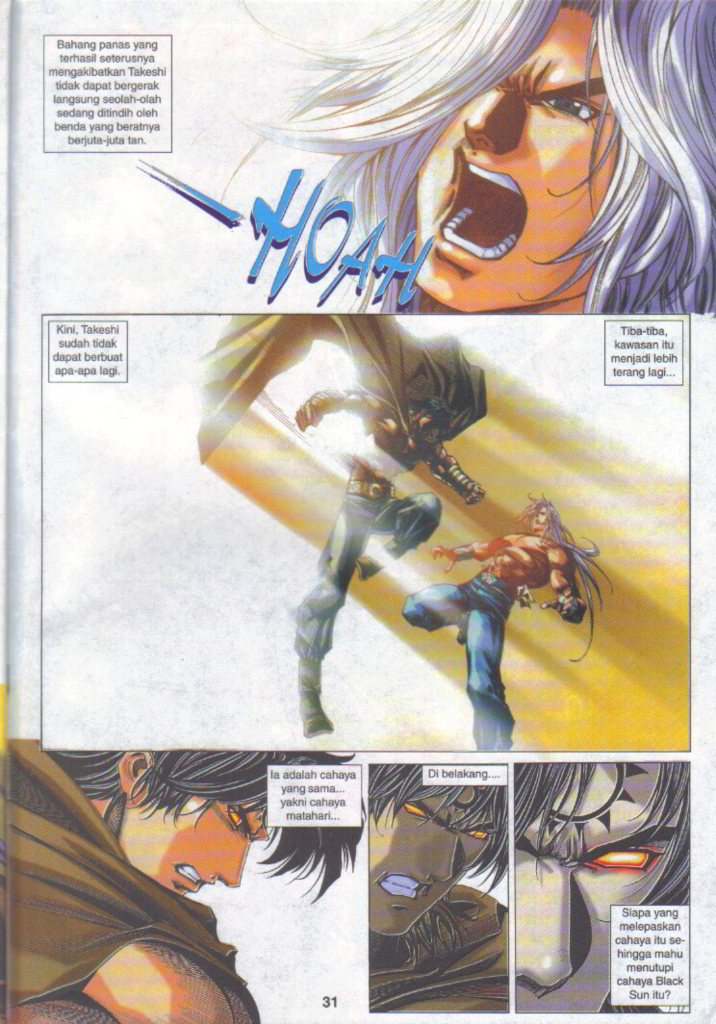 Bahang panas yang
terhasil seterusnya
mengakibatkan Takeshi
tidak dapat bergerak
langsung seolah-olah
sedang ditindih oleh
benda yang beratnya
berjuta-juta tan.
HOAH
Kini, Takeshi
sudah tidak
dapat berbuat
apa-apa lagi.
Tiba-tiba,
kawasan itu
menjadi lebih
terang lagi...
Ia adalah cahaya
yang sama...
yakni cahaya
matahari...
Di belakang....
Siapa yang
melepaskan
cahaya itu se-
hingga mahu
menutupi
cahaya Black
Sun itu?
31